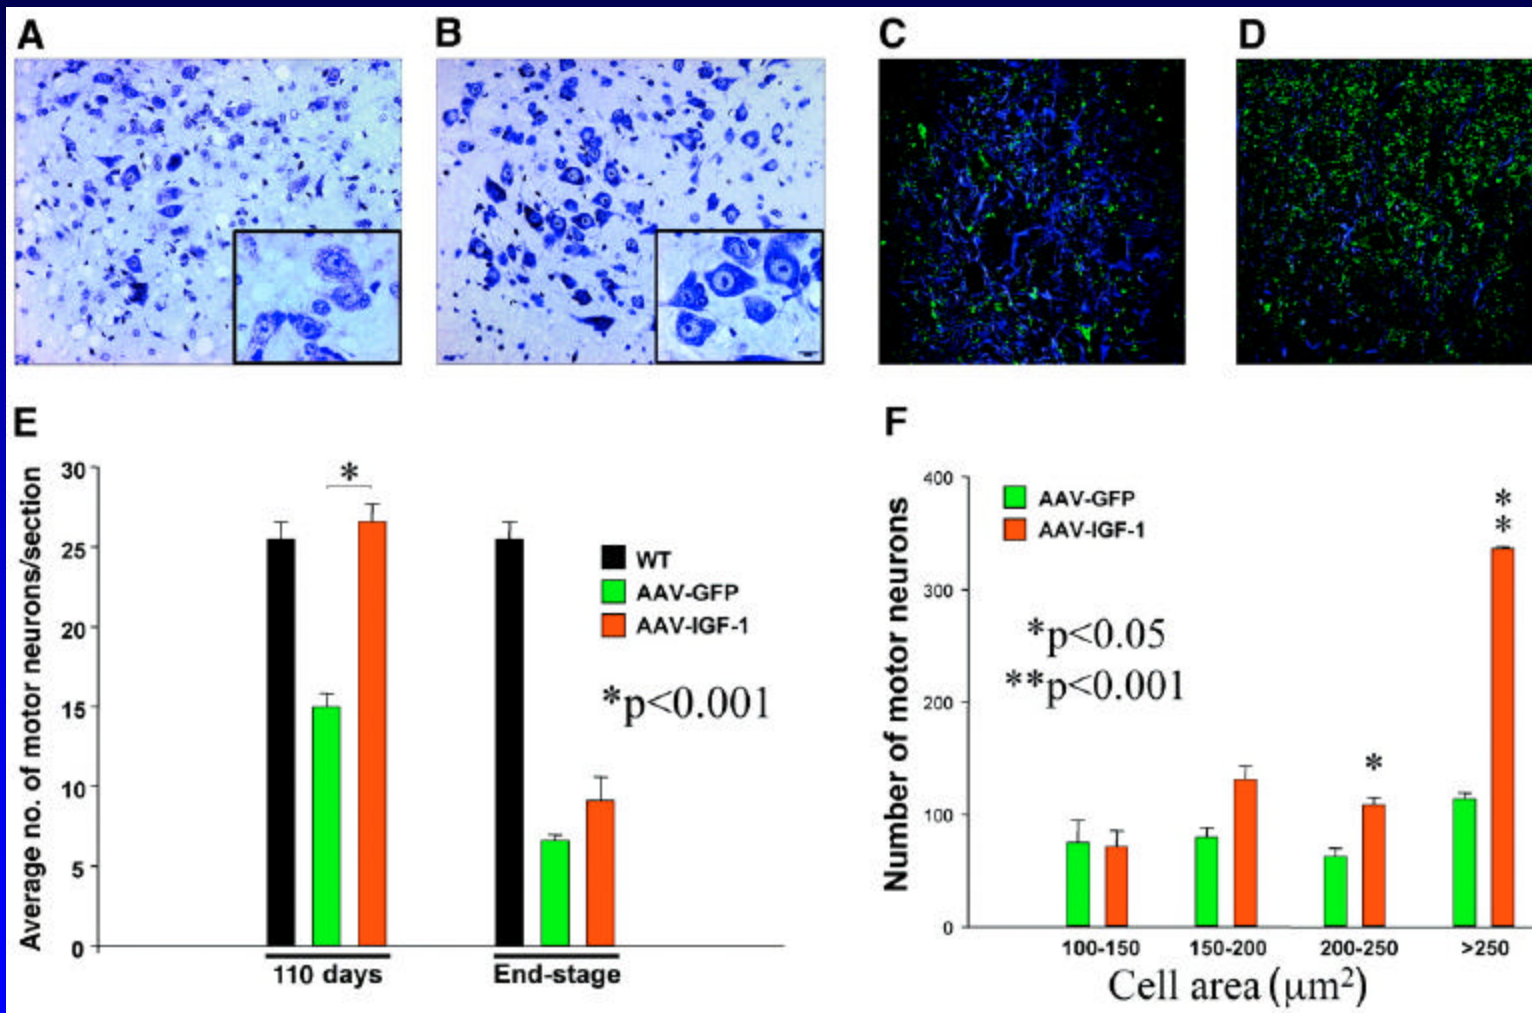 A
B
C
D
E
Average no. of motor neurons/section
30
25
20
15
10
5
0
*
WT
AAV-GFP
AAV-IGF-1
*p<0.001
110 days
End-stage
F
Number of motor neurons
400
300
200
100
0
AAV-GFP
AAV-IGF-1
*p<0.05
**p<0.001
*
*
*
100-150
150-200
200-250
>250
Cell area (μm²)